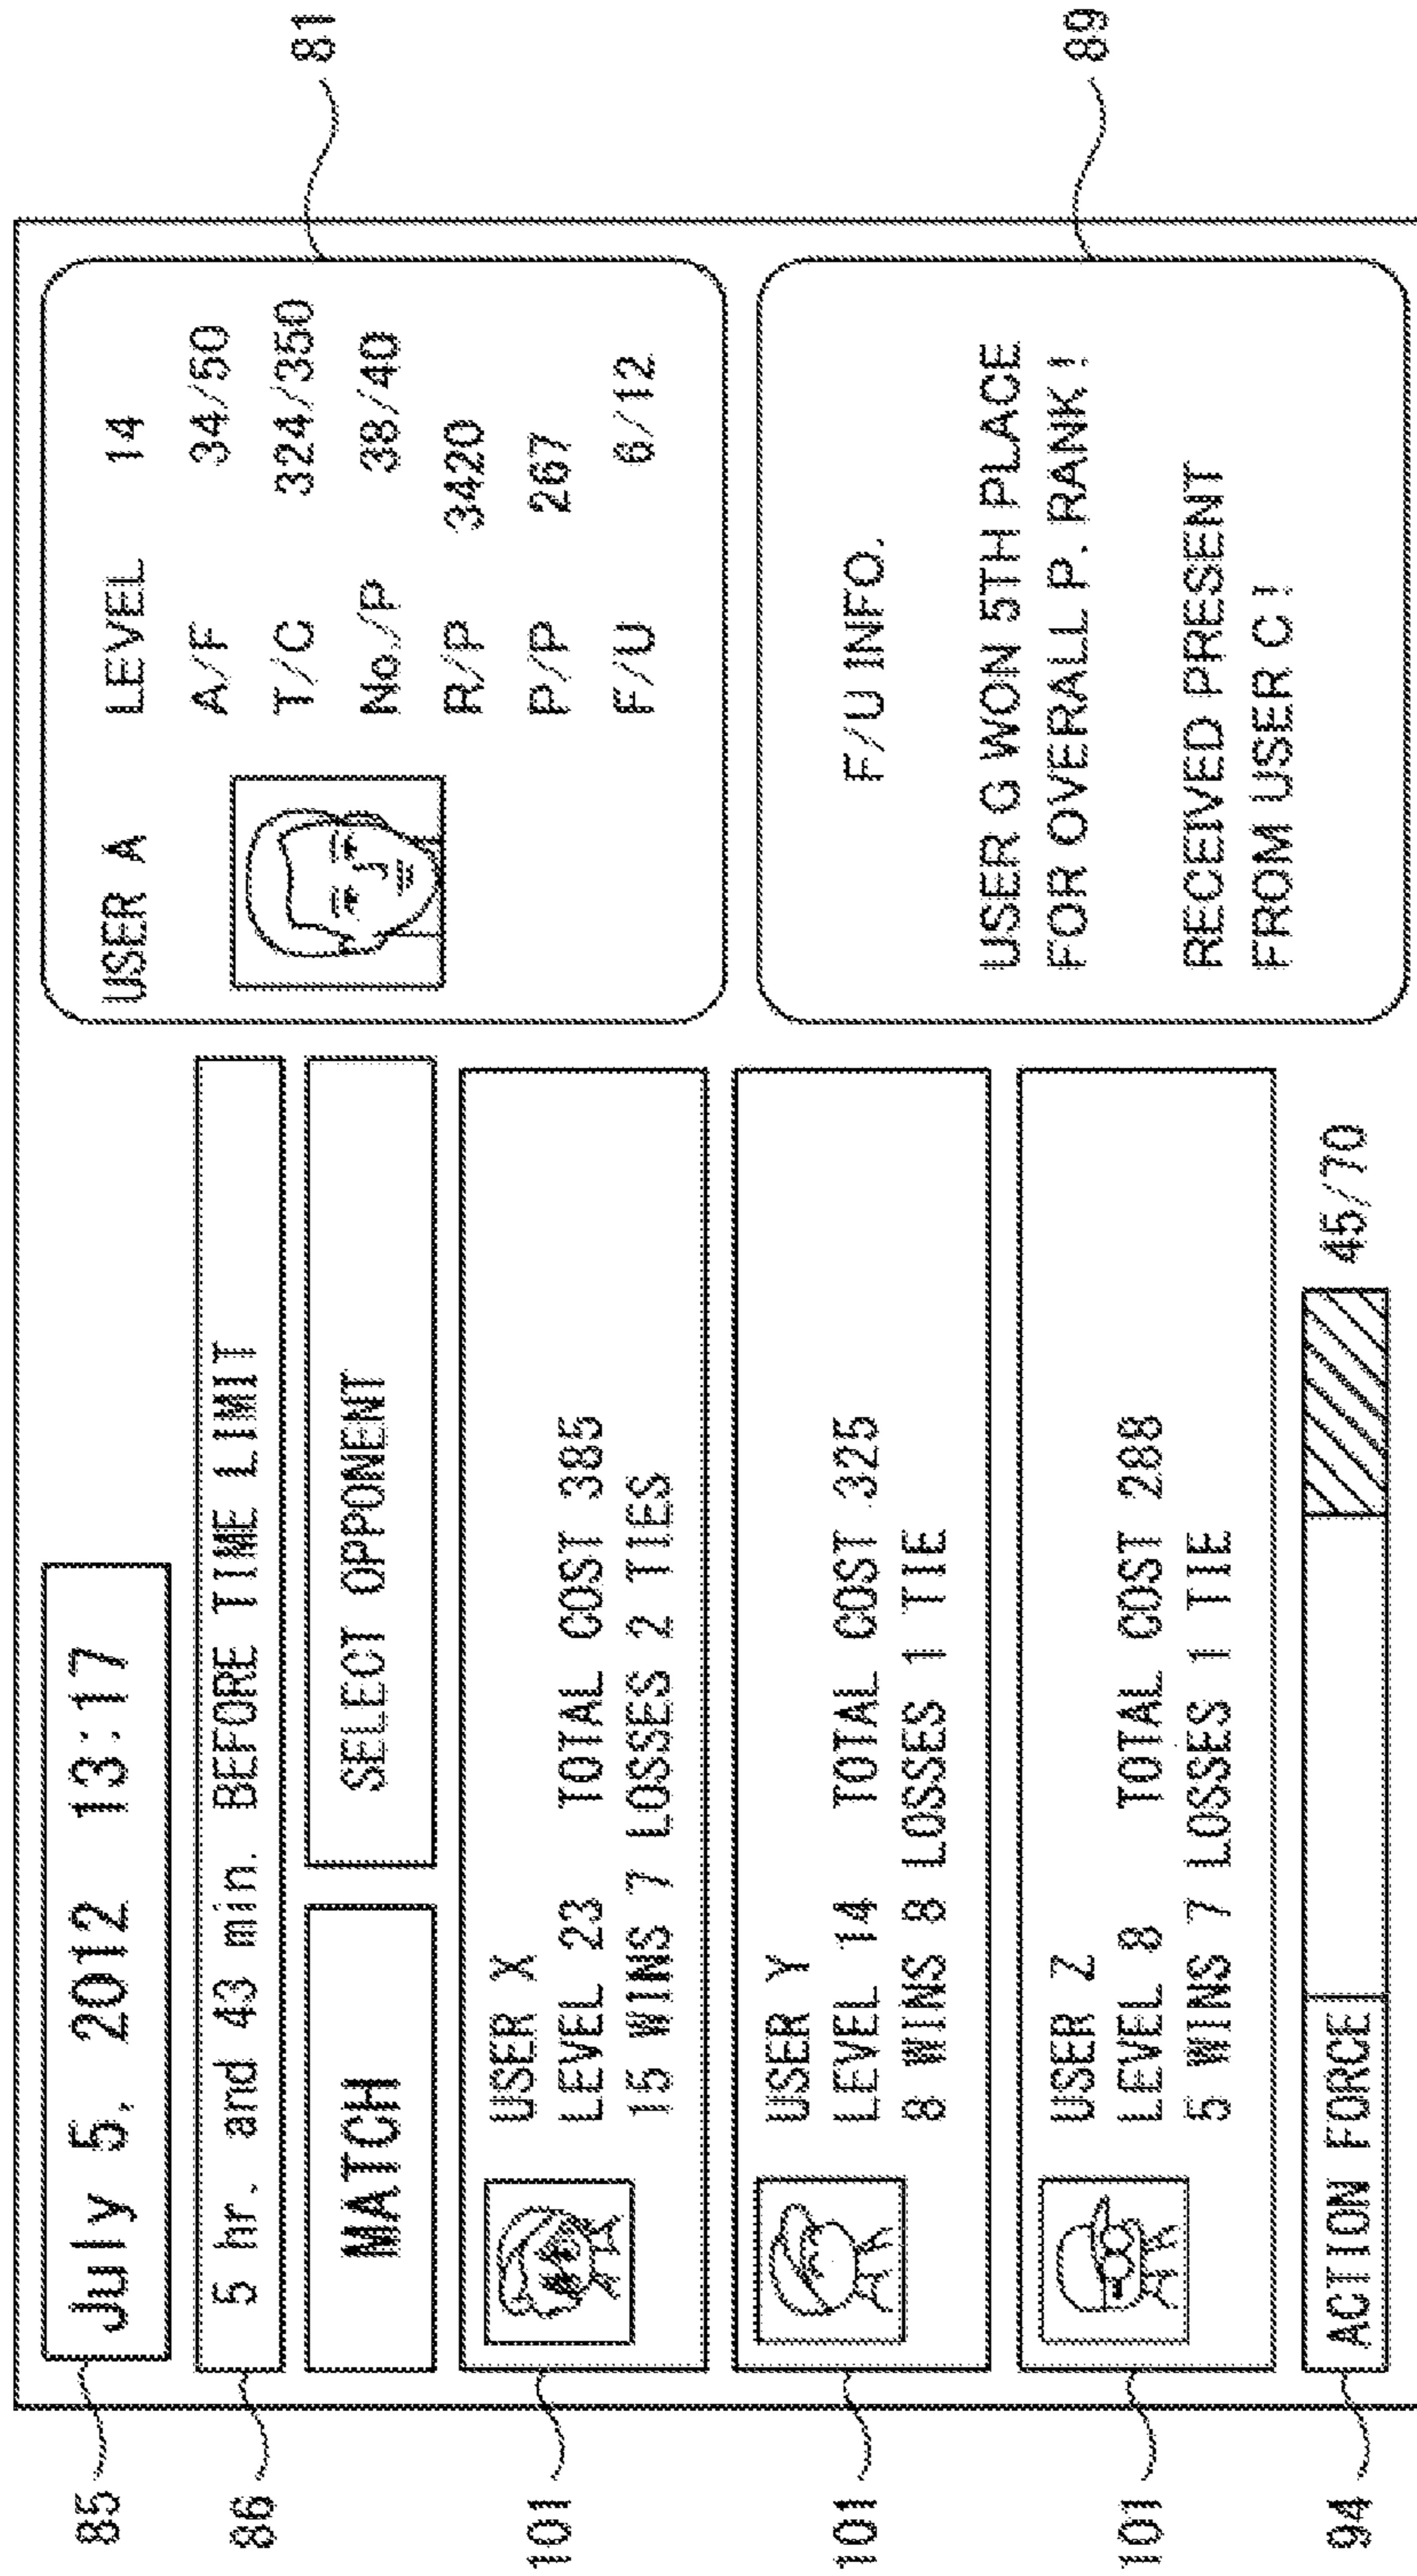 85
July 5, 2012 13:17
86
5 hr. and 43 min. BEFORE TIME LIMIT
MATCH
SELECT OPPONENT
101
USER X
LEVEL 23 TOTAL COST 385
15 WINS 7 LOSSES 2 TIES
101
USER Y
LEVEL 14 TOTAL COST 325
8 WINS 8 LOSSES 1 TIE
101
USER Z
LEVEL 8 TOTAL COST 288
5 WINS 7 LOSSES 1 TIE
94
ACTION FORCE
45/70
81
USER A
LEVEL 14
A/F 34/50
T/C 324/350
No/P 38/40
R/P 3420
P/P 267
F/U 6/12
89
F/U INFO.
USER G WON 5TH PLACE
FOR OVERALL P. RANK!
RECEIVED PRESENT
FROM USER C!